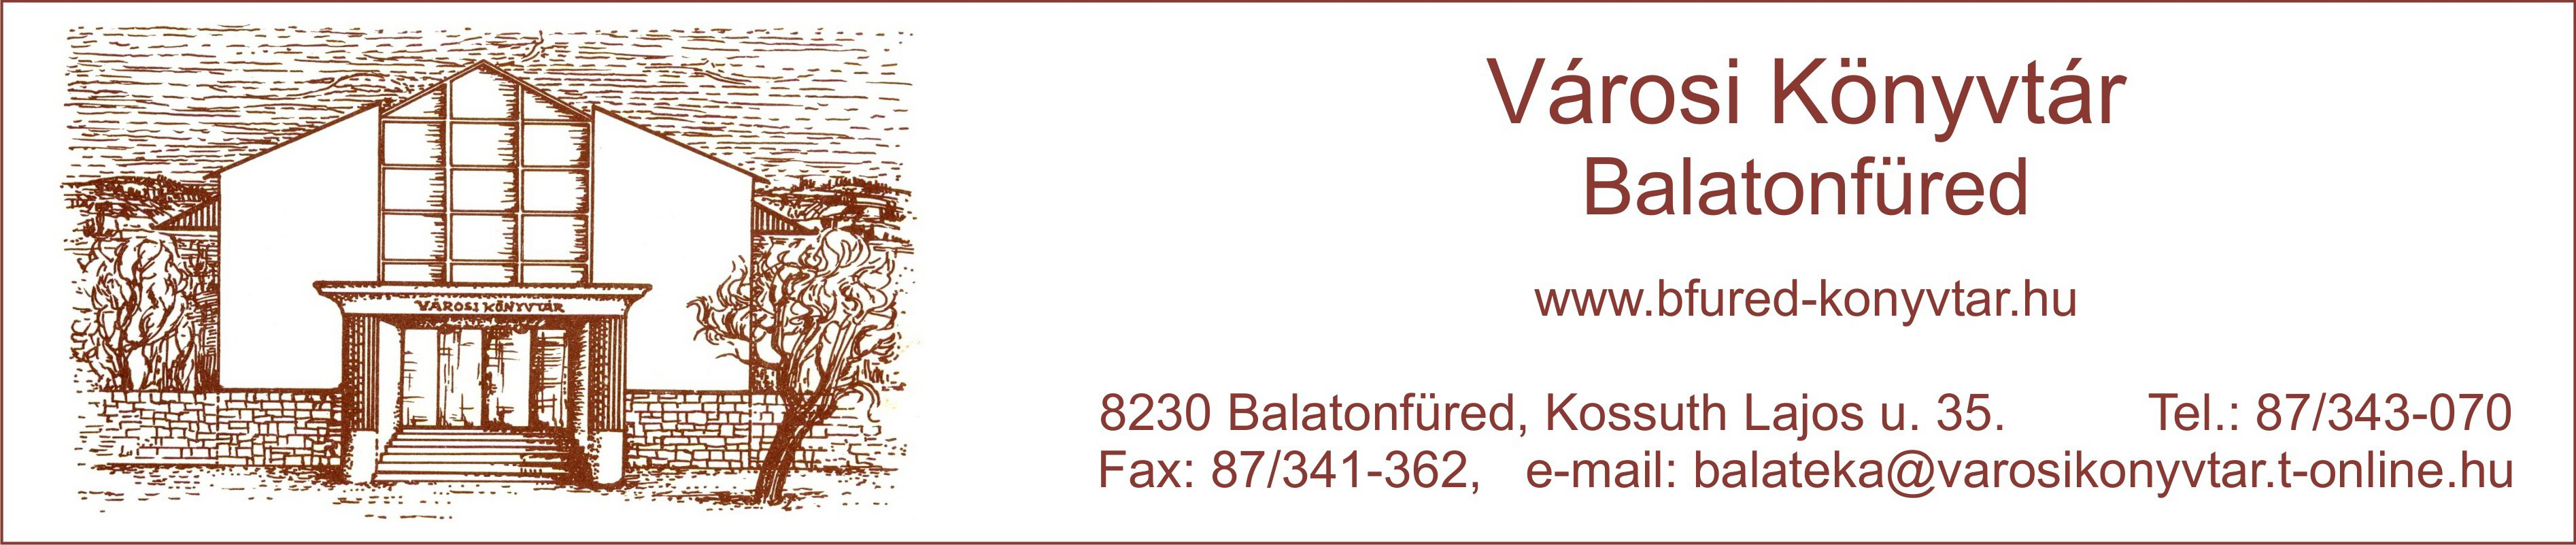 VÁROSI KÖNYVTÁR
Városi Könyvtár
Balatonfüred
www.bfured-konyvtar.hu
8230 Balatonfüred, Kossuth Lajos u. 35. Tel.: 87/343-070
Fax: 87/341-362, e-mail: balateka@varosikonyvtar.t-online.hu